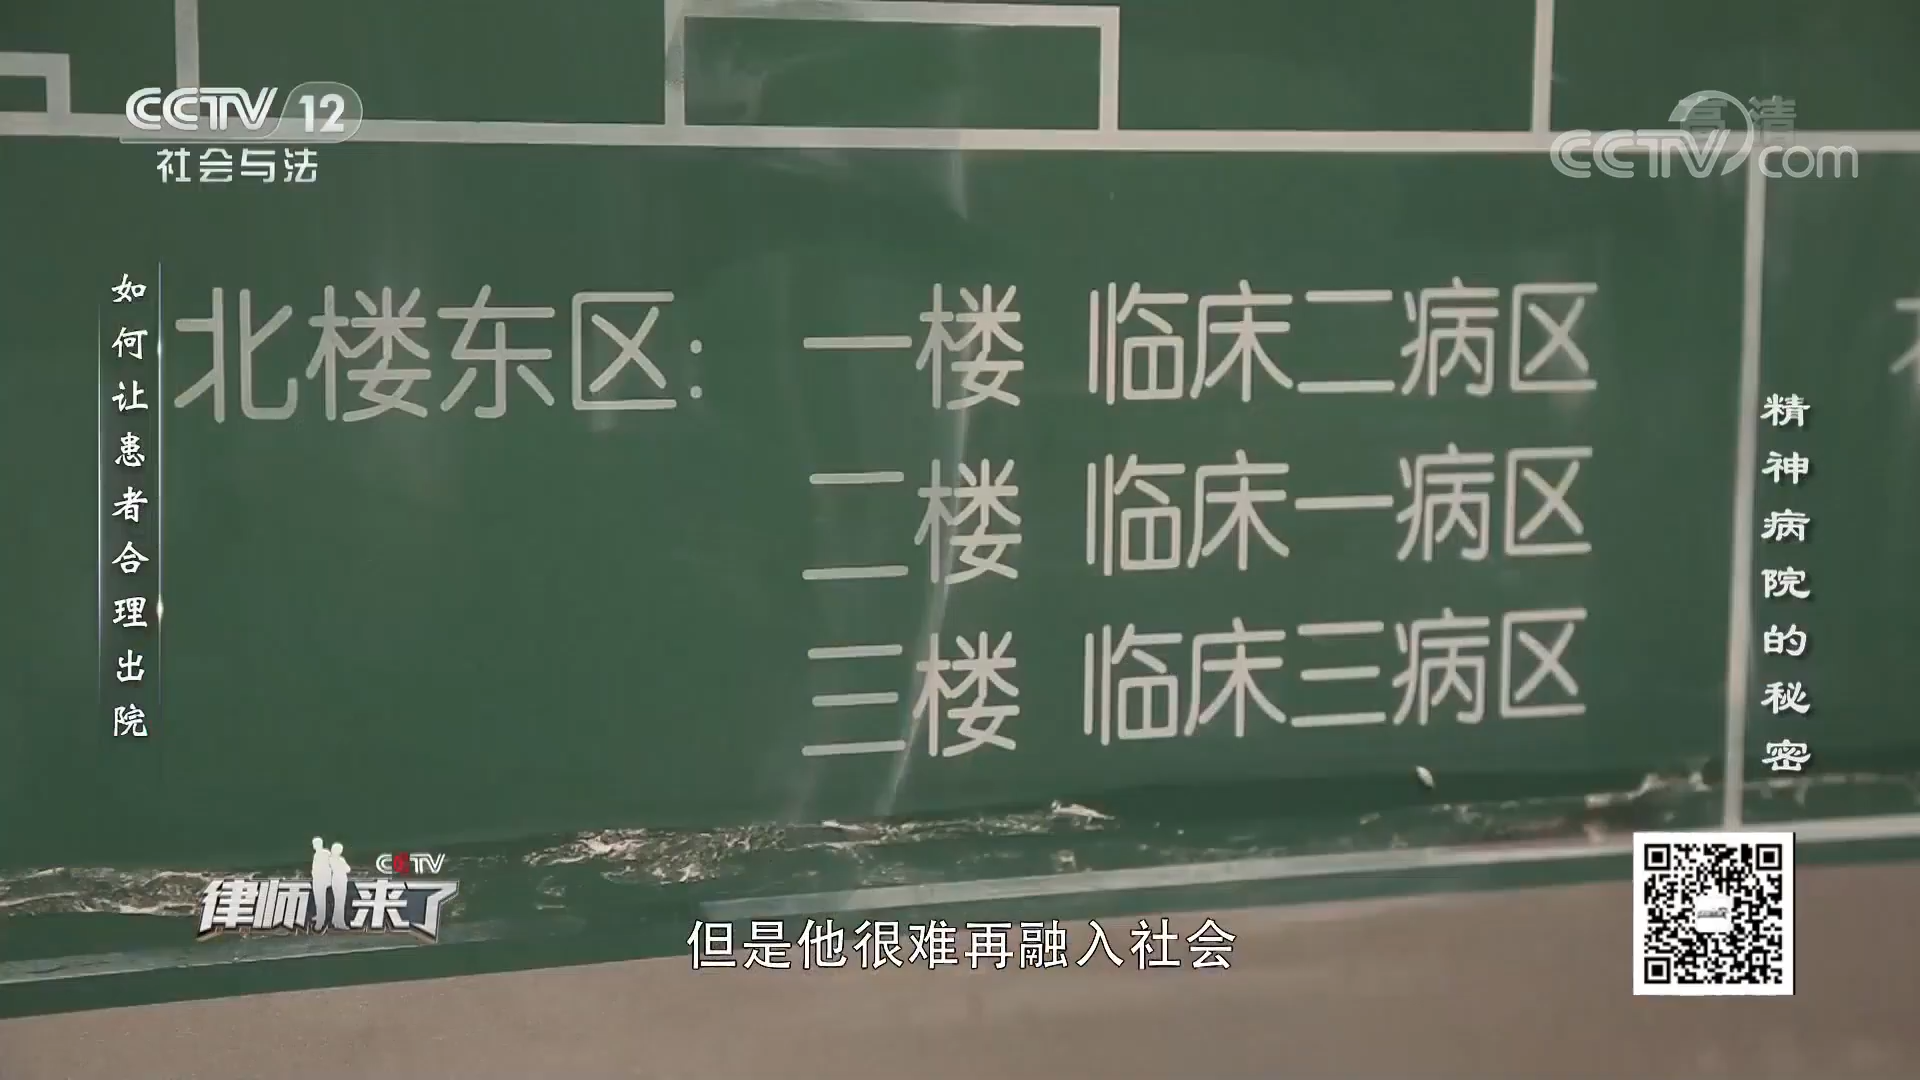 CCTV 12
社会与法
高清
CCTV com
如何让患者合理出院
北楼东区: 一楼 临床二病区
二楼 临床一病区
三楼 临床三病区
精神病院的秘密
CCTV
律师来了
但是他很难再融入社会